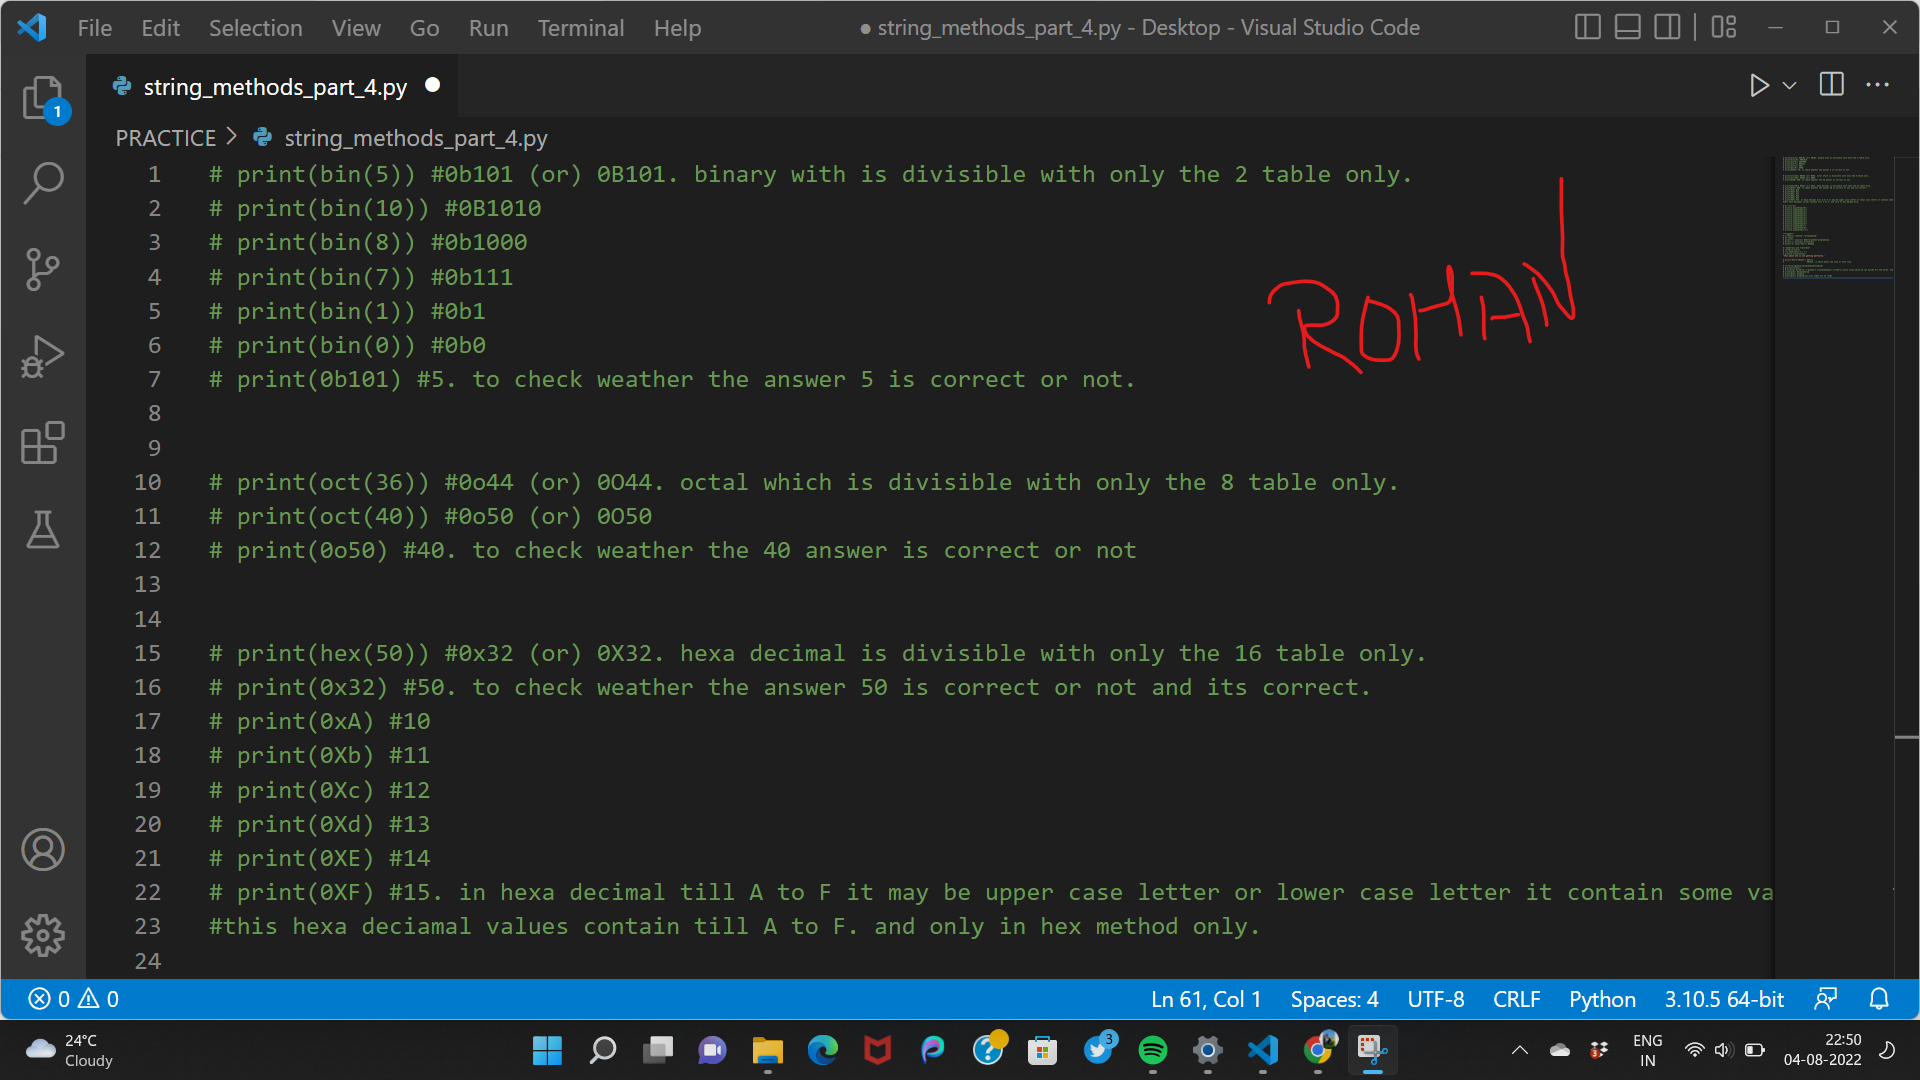 File Edit Selection View Go Run Terminal Help ● string_methods_part_4.py - Desktop - Visual Studio Code
string_methods_part_4.py
1
PRACTICE > string_methods_part_4.py
1 # print(bin(5)) #0b101 (or) 0B101. binary with is divisible with only the 2 table only.
2 # print(bin(10)) #0B1010
3 # print(bin(8)) #0b1000
4 # print(bin(7)) #0b111
5 # print(bin(1)) #0b1
6 # print(bin(0)) #0b0
ROHAN
7 # print(0b101) #5. to check weather the answer 5 is correct or not.
8
9
10 # print(oct(36)) #0o44 (or) 0O44. octal which is divisible with only the 8 table only.
11 # print(oct(40)) #0o50 (or) 0O50
12 # print(0o50) #40. to check weather the 40 answer is correct or not
13
14
15 # print(hex(50)) #0x32 (or) 0X32. hexa decimal is divisible with only the 16 table only.
16 # print(0x32) #50. to check weather the answer 50 is correct or not and its correct.
17 # print(0xA) #10
18 # print(0Xb) #11
19 # print(0Xc) #12
20 # print(0Xd) #13
21 # print(0XE) #14
22 # print(0XF) #15. in hexa decimal till A to F it may be upper case letter or lower case letter it contain some va
23 #this hexa deciamal values contain till A to F. and only in hex method only.
24
0 0 Ln 61, Col 1 Spaces: 4 UTF-8 CRLF Python 3.10.5 64-bit
24°C
Cloudy
3
3
ENG
IN
22:50
04-08-2022